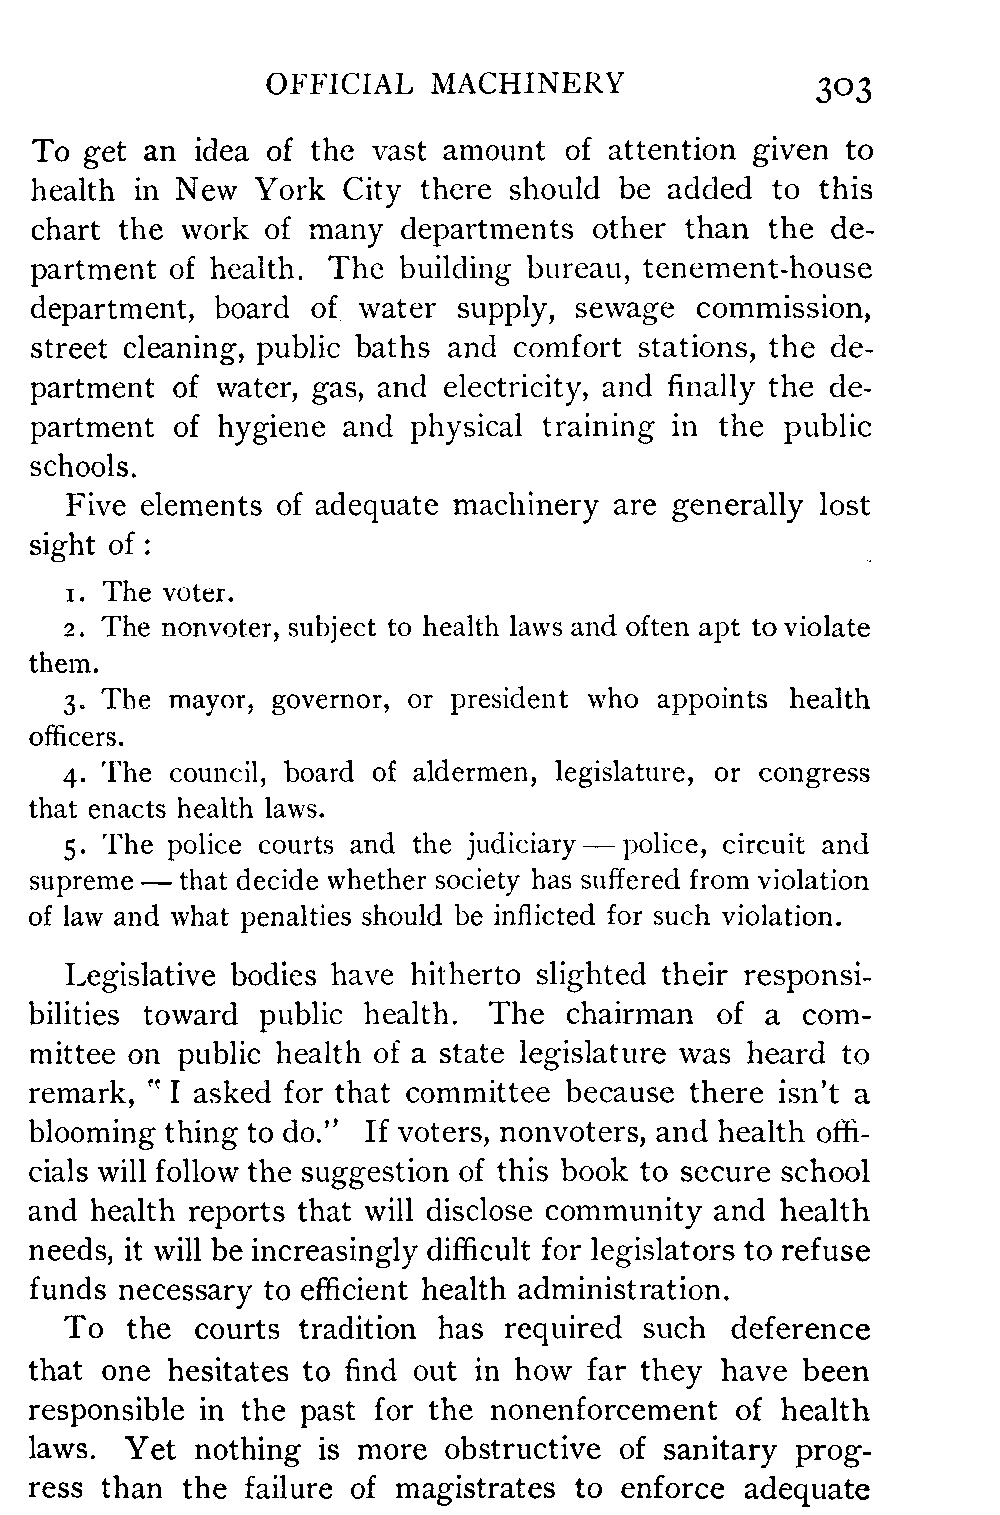 OFFICIAL MACHINERY 303
To get an idea of the vast amount of attention given to
health in New York City there should be added to this
chart the work of many departments other than the de-
partment of health. The building bureau, tenement-house
department, board of water supply, sewage commission,
street cleaning, public baths and comfort stations, the de-
partment of water, gas, and electricity, and finally the de-
partment of hygiene and physical training in the public
schools.
Five elements of adequate machinery are generally lost
sight of :
1. The voter.
2. The nonvoter, subject to health laws and often apt to violate
them.
3. The mayor, governor, or president who appoints health
officers.
4. The council, board of aldermen, legislature, or congress
that enacts health laws.
5. The police courts and the judiciary — police, circuit and
supreme — that decide whether society has suffered from violation
of law and what penalties should be inflicted for such violation.
Legislative bodies have hitherto slighted their responsi-
bilities toward public health. The chairman of a com-
mittee on public health of a state legislature was heard to
remark, "I asked for that committee because there isn't a
blooming thing to do." If voters, nonvoters, and health offi-
cials will follow the suggestion of this book to secure school
and health reports that will disclose community and health
needs, it will be increasingly difficult for legislators to refuse
funds necessary to efficient health administration.
To the courts tradition has required such deference
that one hesitates to find out in how far they have been
responsible in the past for the nonenforcement of health
laws. Yet nothing is more obstructive of sanitary prog-
ress than the failure of magistrates to enforce adequate